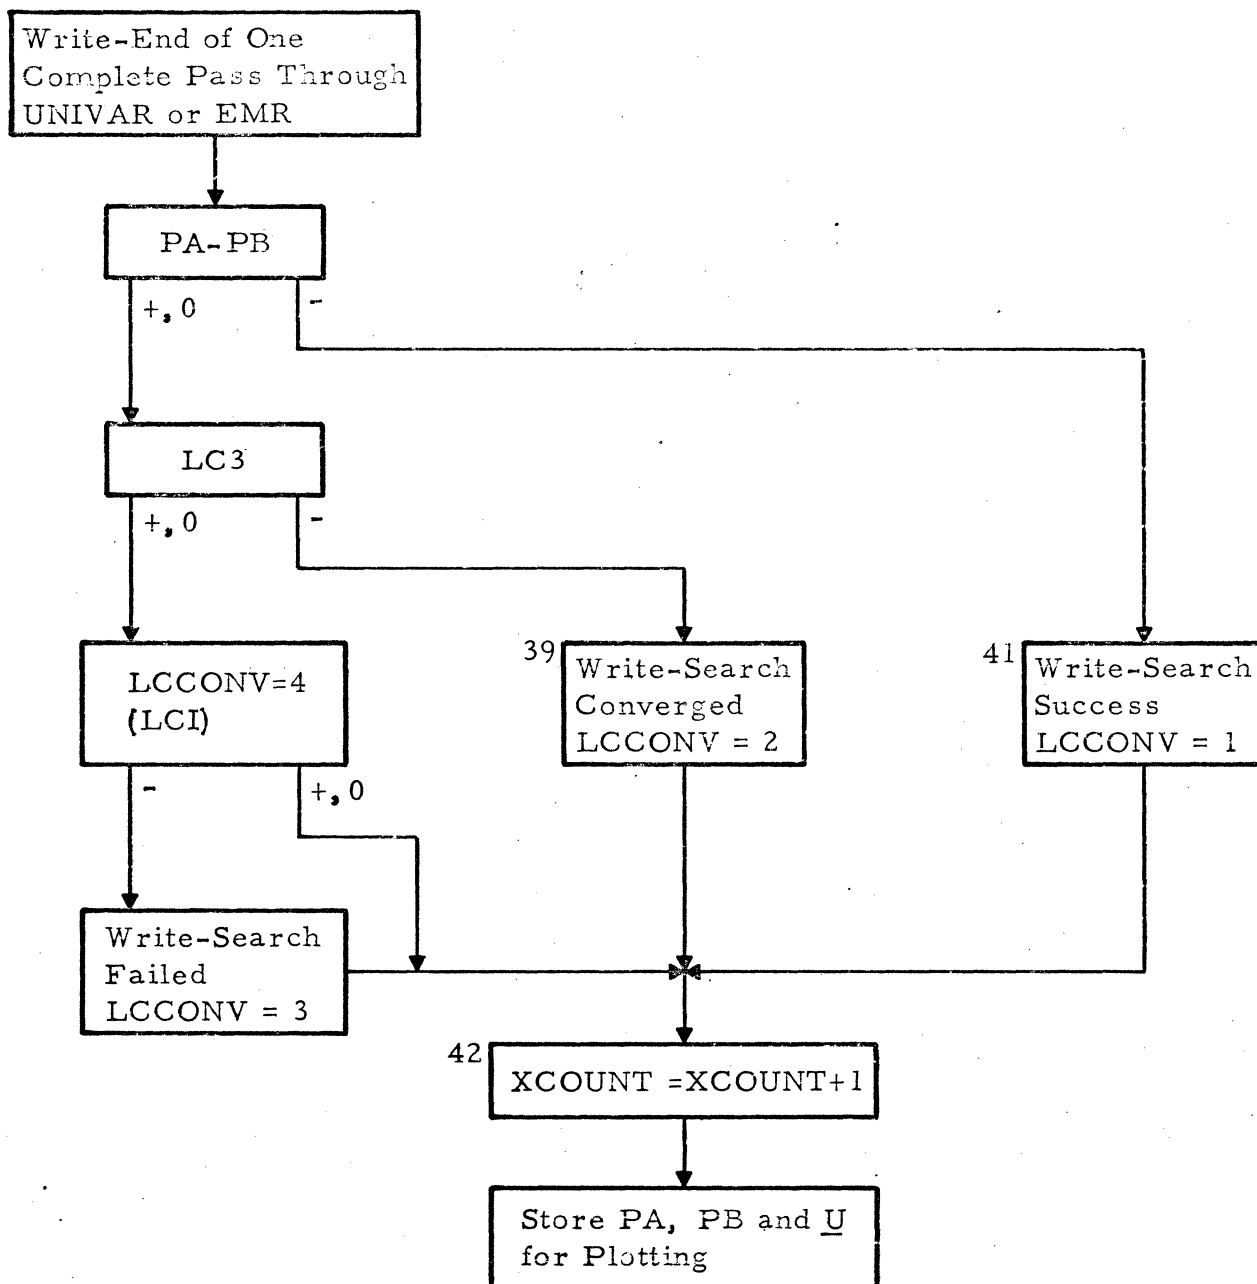 Write-End of One
Complete Pass Through
UNIVAR or EMR
PA-PB
+, 0
-
LC3
+, 0
-
LCCONV=4
(LCI)
39
Write-Search
Converged
LCCONV = 2
41
Write-Search
Success
LCCONV = 1
-
+, 0
Write-Search
Failed
LCCONV = 3
42
XCOUNT =XCOUNT+1
Store PA, PB and U
for Plotting